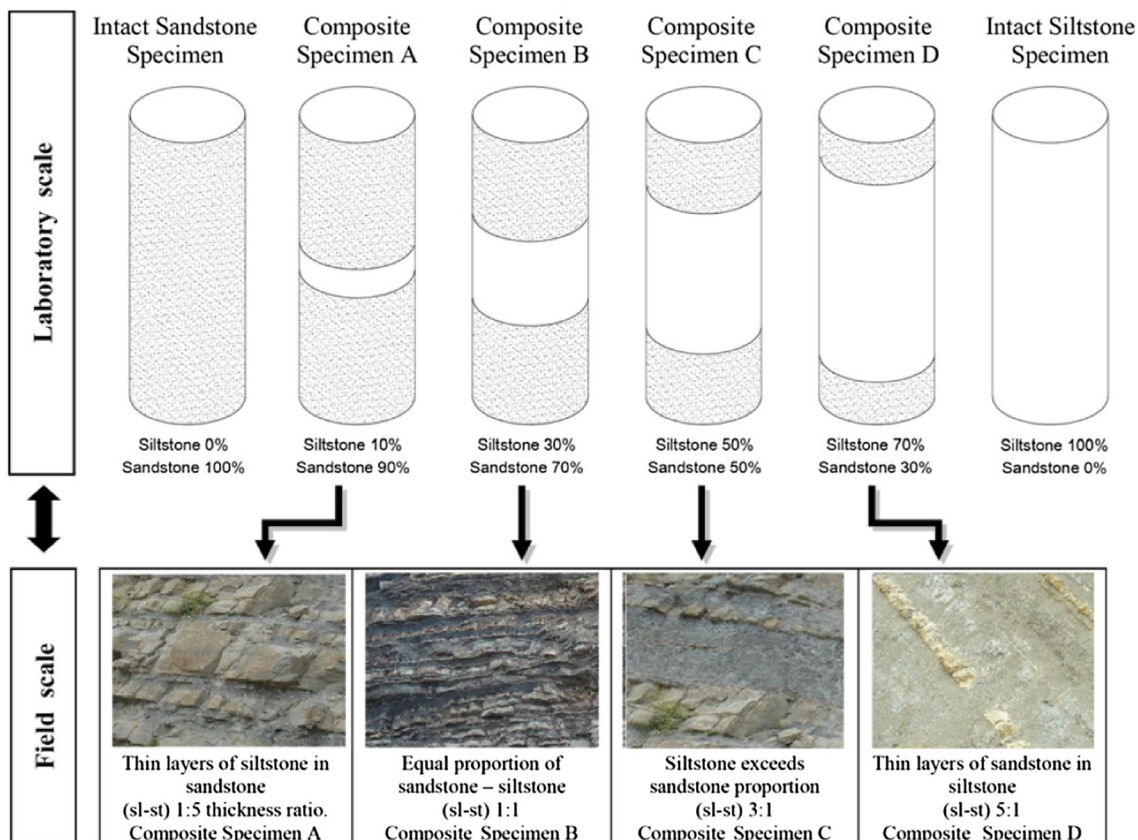 Intact Sandstone
Specimen
Composite
Specimen A
Composite
Specimen B
Composite
Specimen C
Composite
Specimen D
Intact Siltstone
Specimen
Laboratory scale
Siltstone 0%
Sandstone 100%
Siltstone 10%
Sandstone 90%
Siltstone 30%
Sandstone 70%
Siltstone 50%
Sandstone 50%
Siltstone 70%
Sandstone 30%
Siltstone 100%
Sandstone 0%
Field scale
Thin layers of siltstone in
sandstone
(sl-st) 1:5 thickness ratio.
Composite Specimen A
Equal proportion of
sandstone – siltstone
(sl-st) 1:1
Composite Specimen B
Siltstone exceeds
sandstone proportion
(sl-st) 3:1
Composite Specimen C
Thin layers of sandstone in
siltstone
(sl-st) 5:1
Composite Specimen D